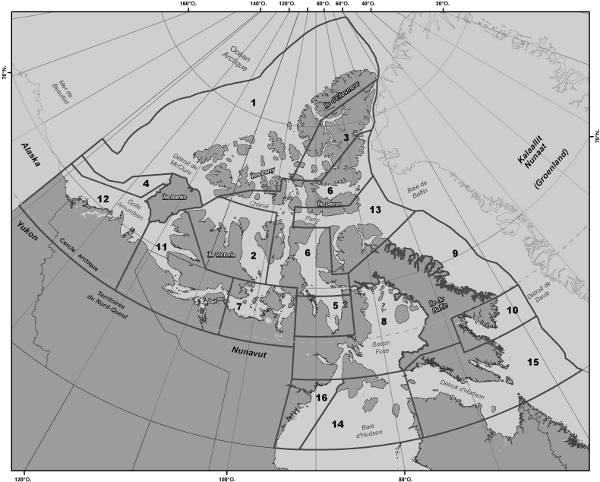 160°O.
140°O.
120°O.
100°O.
80°O.
60°O.
40°O.
70°N.
70°N.
Océan
Arctique
Mer de
Beaufort
1
Île d'Ellesmere
3
Détroit de
McClure
Alaska
4
Île Banks
6
Île Devon
Kalaallit
Nunaat
(Groenland)
Baie de
Baffin
12
Golfe
Amundsen
Chenal
Parry
13
Yukon
Cercle arctique
11
Île Victoria
2
6
9
Île de
Baffin
Détroit de
Davis
Territoires
du Nord-Ouest
7
5
8
10
Bassin
Foxe
Nunavut
15
16
Détroit d'Hudson
14
Baie
d'Hudson
120°O.
100°O.
80°O.